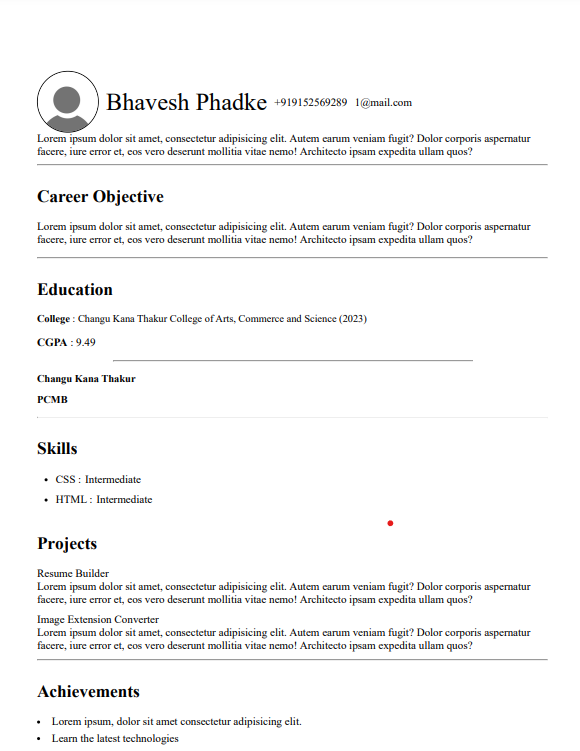 Bhavesh Phadke +919152569289 1@mail.com
Lorem ipsum dolor sit amet, consectetur adipisicing elit. Autem earum veniam fugit? Dolor corporis aspernatur
facere, iure error et, eos vero deserunt mollitia vitae nemo! Architecto ipsam expedita ullam quos?
Career Objective
Lorem ipsum dolor sit amet, consectetur adipisicing elit. Autem earum veniam fugit? Dolor corporis aspernatur
facere, iure error et, eos vero deserunt mollitia vitae nemo! Architecto ipsam expedita ullam quos?
Education
College : Changu Kana Thakur College of Arts, Commerce and Science (2023)
CGPA : 9.49
Changu Kana Thakur
PCMB
Skills
• CSS : Intermediate
• HTML : Intermediate
Projects
Resume Builder
Lorem ipsum dolor sit amet, consectetur adipisicing elit. Autem earum veniam fugit? Dolor corporis aspernatur
facere, iure error et, eos vero deserunt mollitia vitae nemo! Architecto ipsam expedita ullam quos?
Image Extension Converter
Lorem ipsum dolor sit amet, consectetur adipisicing elit. Autem earum veniam fugit? Dolor corporis aspernatur
facere, iure error et, eos vero deserunt mollitia vitae nemo! Architecto ipsam expedita ullam quos?
Achievements
• Lorem ipsum, dolor sit amet consectetur adipisicing elit.
• Learn the latest technologies